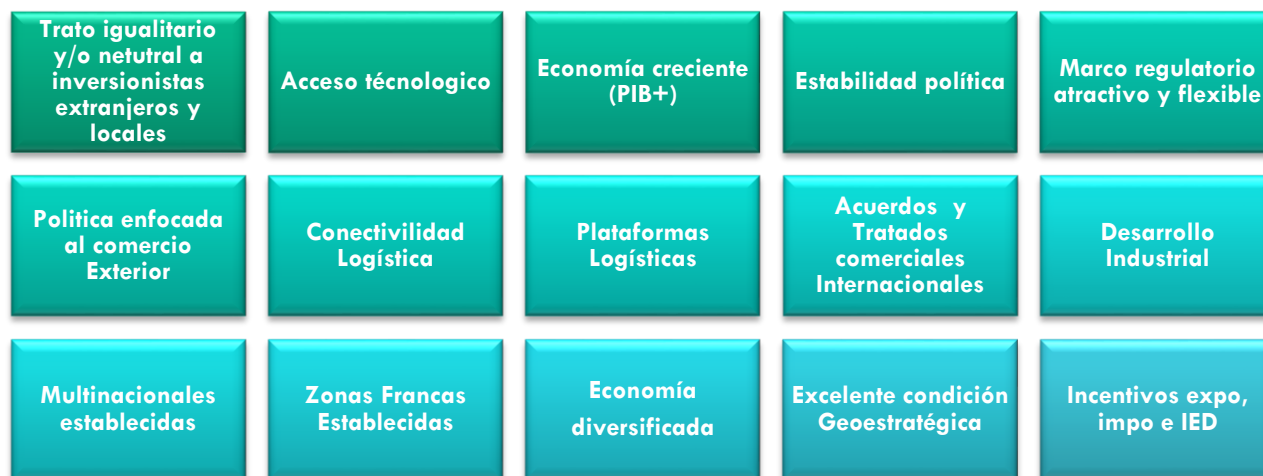 Trato igualitario
y/o netutral a
inversionistas
extranjeros y
locales
Acceso técnologico
Economía creciente
(PIB+)
Estabilidad política
Marco regulatorio
atractivo y flexible
Politica enfocada
al comercio
Exterior
Conectivilidad
Logística
Plataformas
Logísticas
Acuerdos y
Tratados
comerciales
Internacionales
Desarrollo
Industrial
Multinacionales
establecidas
Zonas Francas
Establecidas
Economía
diversificada
Excelente condición
Geoestratégica
Incentivos expo,
impo e IED